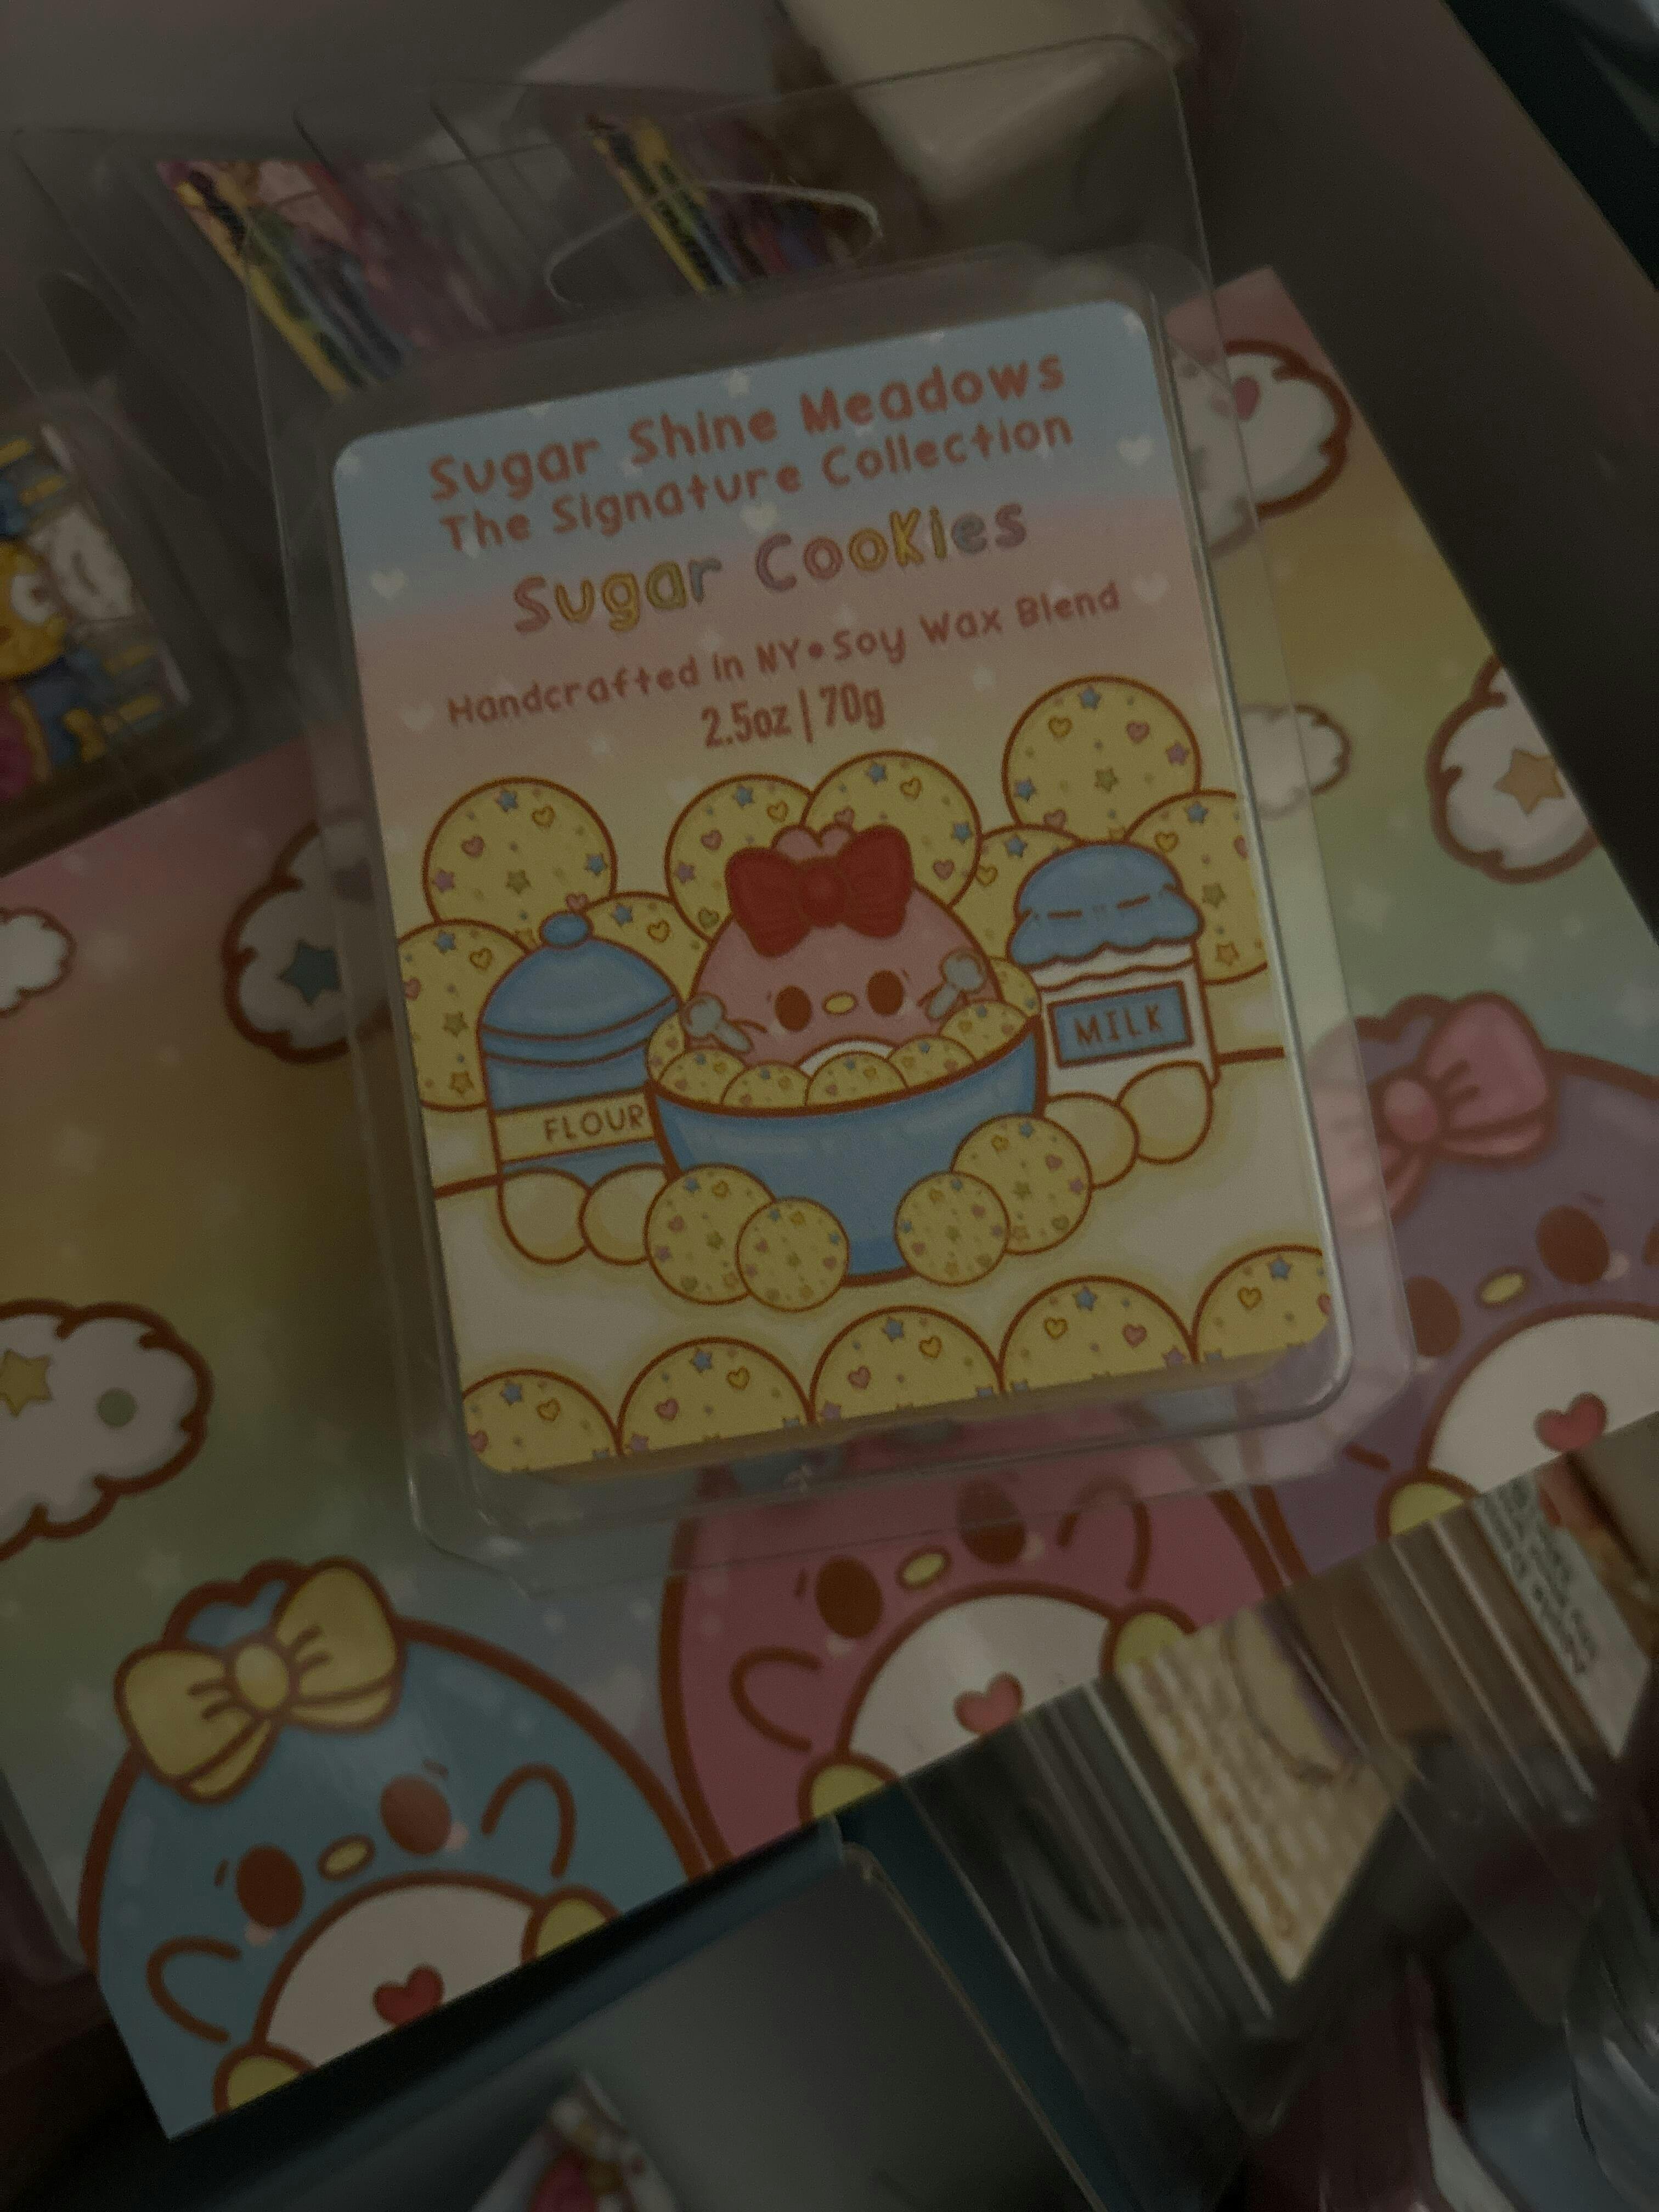 Sugar Shine Meadows
The Signature Collection
Sugar Cookies
Handcrafted in NY•Soy Wax Blend
2.5oz | 70g
MILK
FLOUR